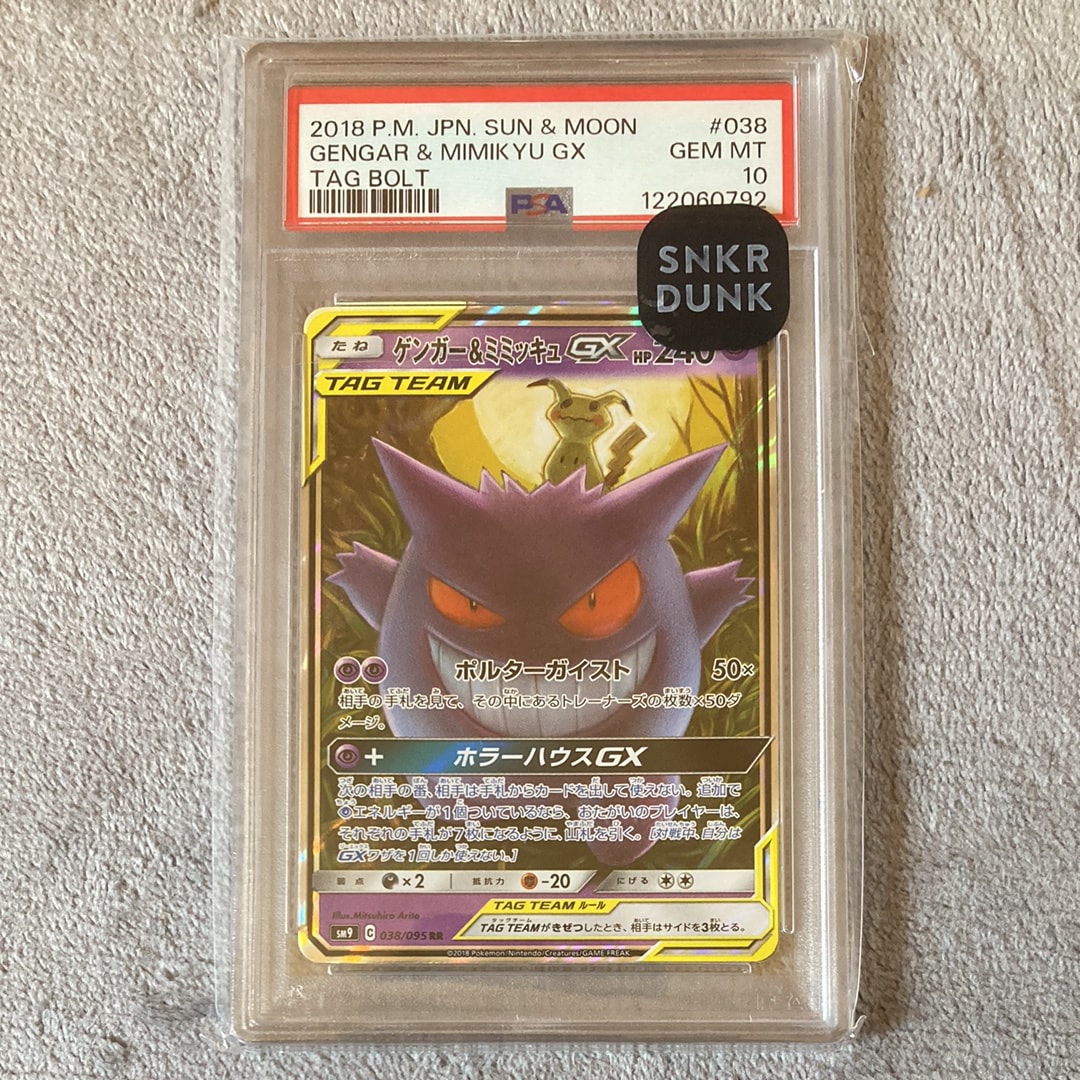 2018 P.M. JPN. SUN & MOON #038
GENGAR & MIMIKYU GX GEM MT
TAG BOLT 10
PSA 122060792
SNKR
DUNK
たね ゲンガー&ミミッキュGX HP 240
TAG TEAM
ポルターガイスト 50×
相手の手札を見て、その中にあるトレーナーズの枚数×50ダ
メージ。
+ ホラーハウスGX
次の相手の番、相手は手札からカードを出して使えない。追加で
エネルギーが1個ついているなら、おたがいのプレイヤーは、
それぞれの手札が7枚になるように、山札を引く。[対戦中、自分は
GXワザを1回しか使えない。]
弱点 ×2 抵抗力 -20 にげる
TAG TEAM ルール
TAG TEAMがきぜつしたとき、相手はサイドを3枚とる。
Illus. Mitsuhiro Arita
SM9 C 038/095 RR
©2018 Pokémon/Nintendo/Creatures/GAME FREAK